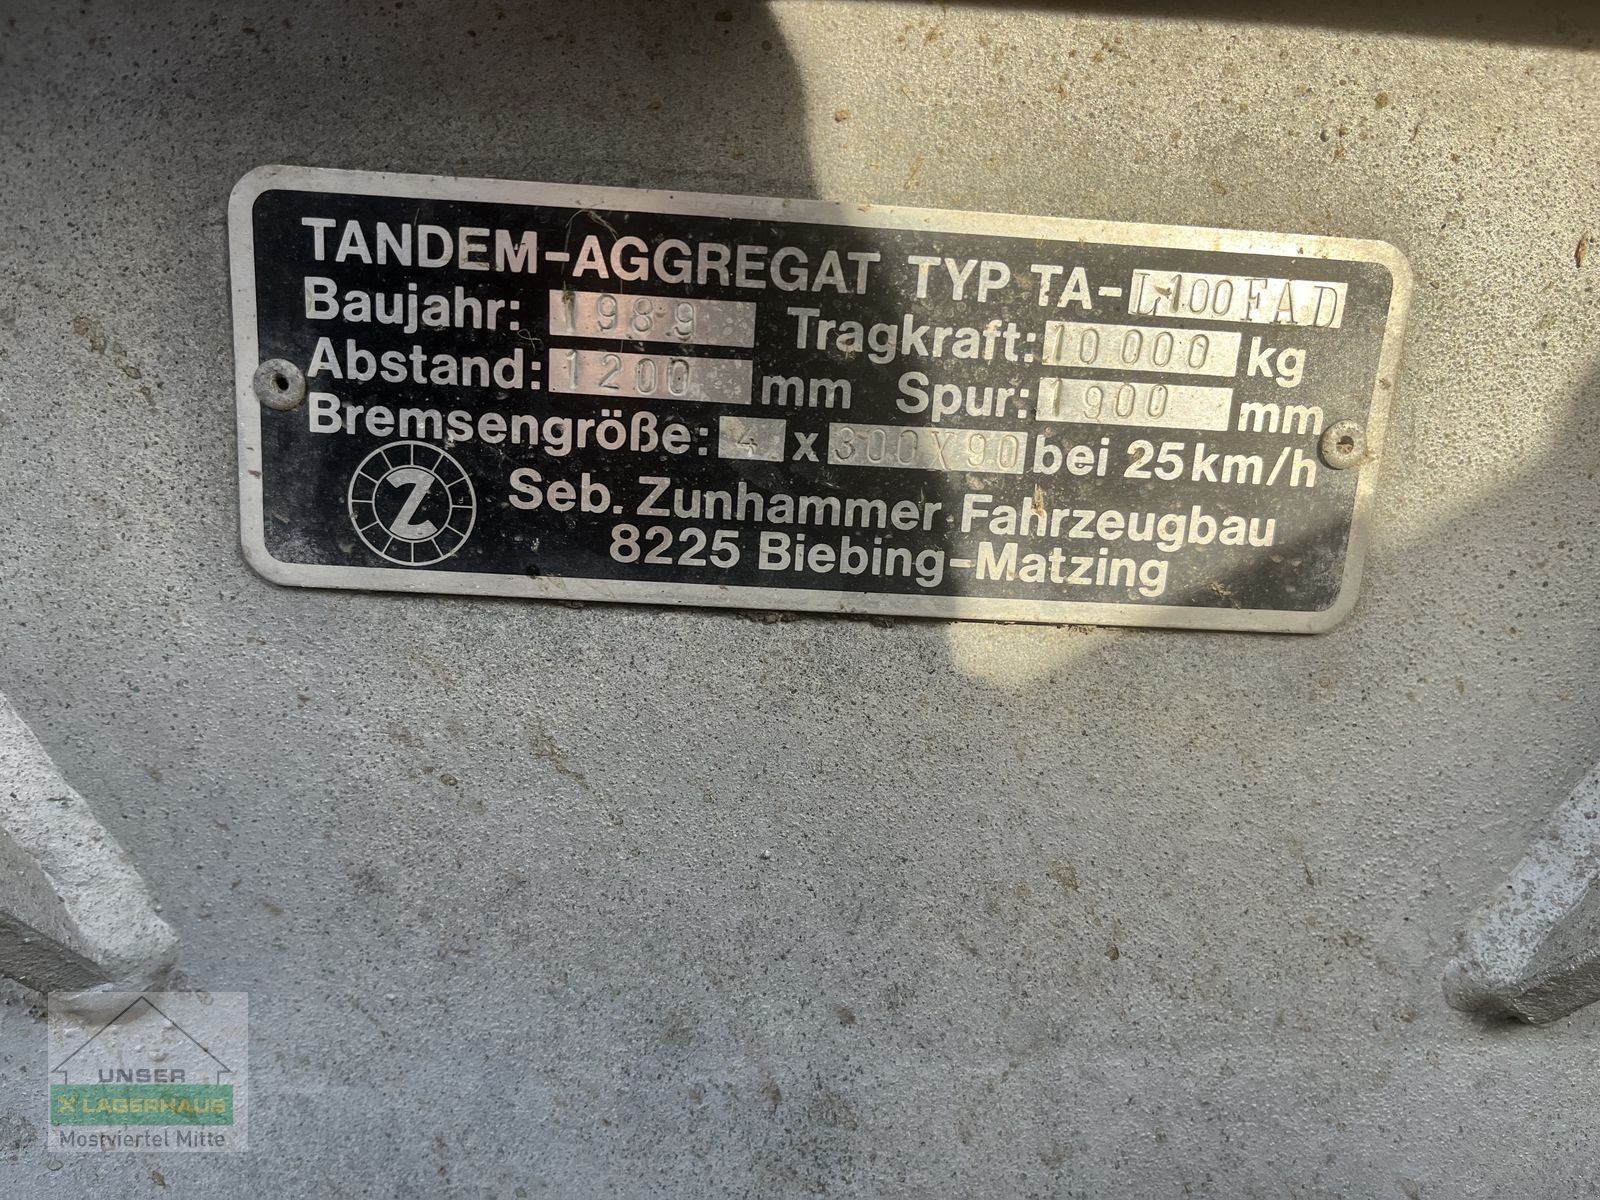 TANDEM-AGGREGAT TYP TA-L100FAD
Baujahr: 1989 Tragkraft: 10000 kg
Abstand: 1200 mm Spur: 1900 mm
Bremsengröße: 4 x 300X90 bei 25km/h
Z
Seb. Zunhammer Fahrzeugbau
8225 Biebing-Matzing
UNSER
X LAGERHAUS
Mostviertel Mitte